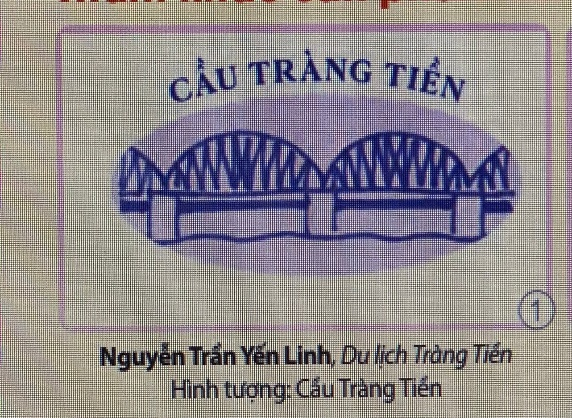 CẦU TRÀNG TIỀN
1
Nguyễn Trần Yến Linh, Du lịch Tràng Tiền
Hình tượng: Cầu Tràng Tiền